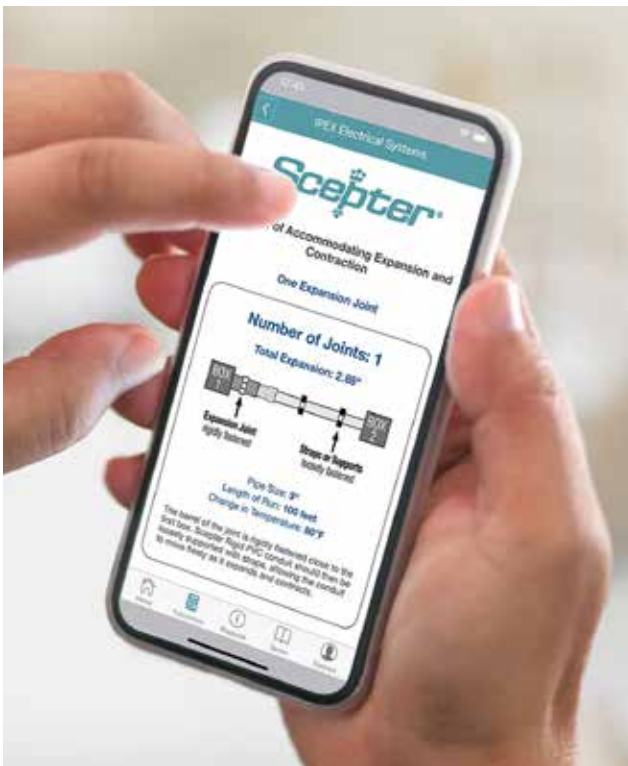 IPEX Electrical Systems
Scepter®
of Accommodating Expansion and
Contraction
One Expansion Joint
Number of Joints: 1
Total Expansion: 2.65"
BOX
1
BOX
2
Expansion Joint
rigidly fastened
Straps or Supports
loosely fastened
Pipe Size: 3"
Length of Run: 100 feet
Change in Temperature:
The barrel of the joint is rigidly fastened close to the
first box. Scepter Rigid PVC conduit should then be
loosely supported with straps, allowing the conduit
to move freely as it expands and contracts.
Home